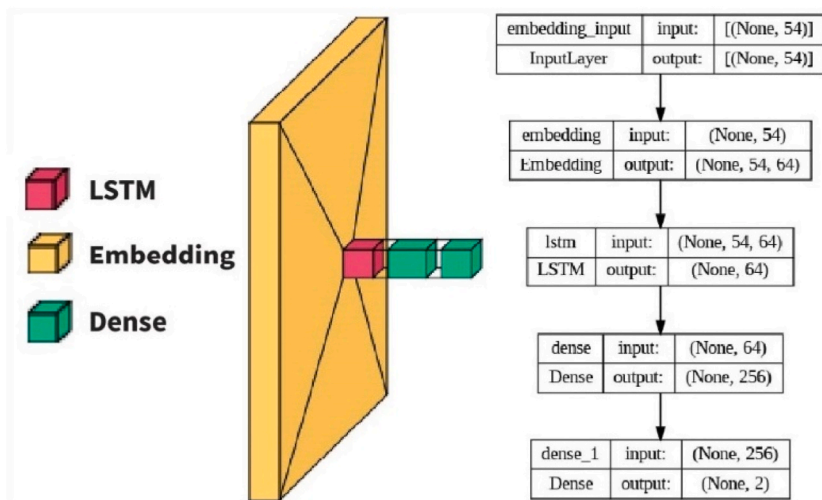 LSTM
Embedding
Dense
embedding_input input: [(None, 54)]
InputLayer output: [(None, 54)]
embedding input: (None, 54)
Embedding output: (None, 54, 64)
lstm input: (None, 54, 64)
LSTM output: (None, 64)
dense input: (None, 64)
Dense output: (None, 256)
dense_1 input: (None, 256)
Dense output: (None, 2)